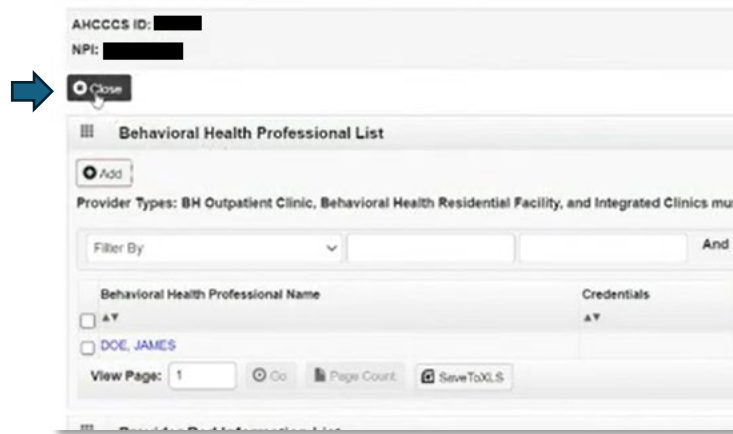 AHCCCS ID:
NPI:
Close
Behavioral Health Professional List
Add
Provider Types: BH Outpatient Clinic, Behavioral Health Residential Facility, and Integrated Clinics mu
Filter By And
Behavioral Health Professional Name Credentials
DOE, JAMES
View Page: 1 Go Page Count SaveToXLS